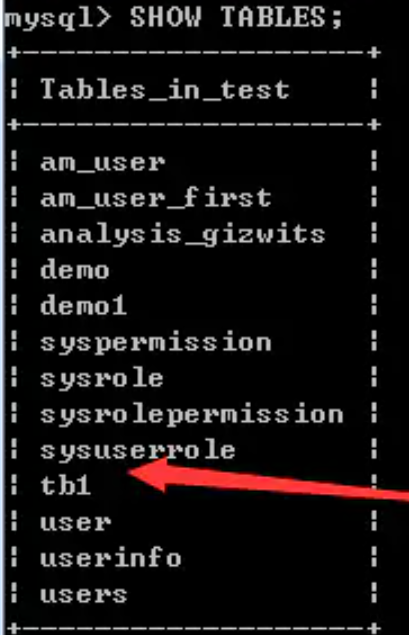 mysql> SHOW TABLES;
+--------------------+
| Tables_in_test     |
+--------------------+
| am_user            |
| am_user_first      |
| analysis_gizwits   |
| demo               |
| demo1              |
| syspermission      |
| sysrole            |
| sysrolepermission  |
| sysuserrole        |
| tb1                |
| user               |
| userinfo           |
| users              |
+--------------------+